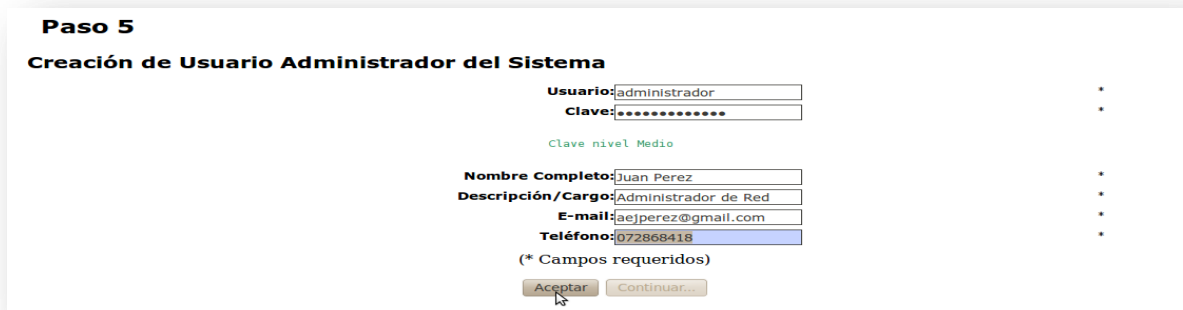 Paso 5
Creación de Usuario Administrador del Sistema
Usuario: administrador *
Clave: ••••••••••••• *
Clave nivel Medio
Nombre Completo: Juan Perez *
Descripción/Cargo: Administrador de Red *
E-mail: aejperez@gmail.com *
Teléfono: 072868418 *
(* Campos requeridos)
Aceptar Continuar...